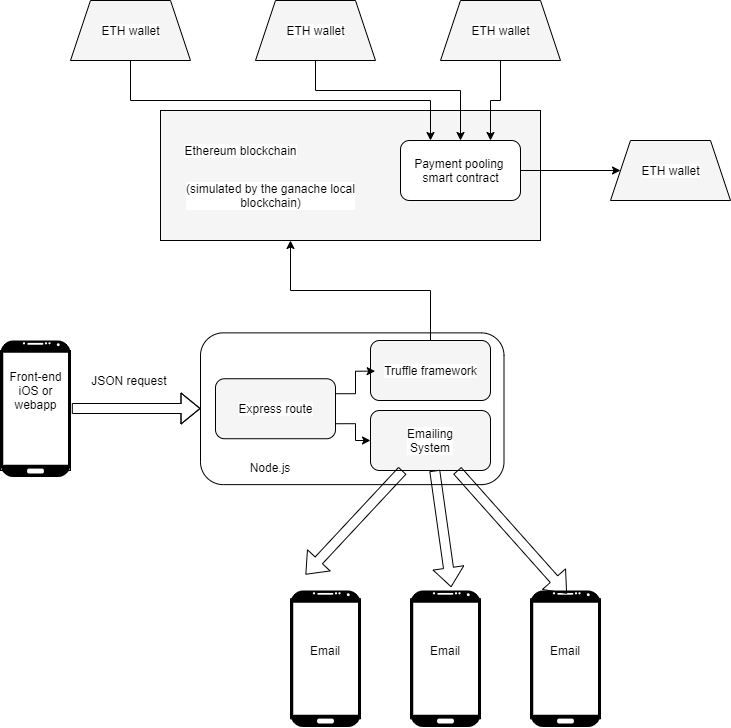 ETH wallet
ETH wallet
ETH wallet
Ethereum blockchain
(simulated by the ganache local
blockchain)
Payment pooling
smart contract
ETH wallet
Front-end
iOS or
webapp
JSON request
Express route
Truffle framework
Emailing
System
Node.js
Email
Email
Email